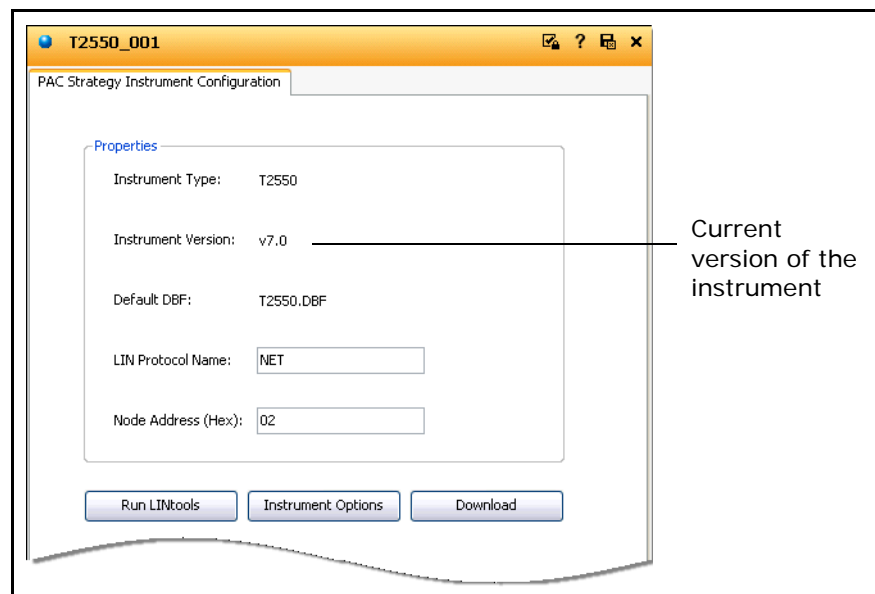 T2550_001
?
PAC Strategy Instrument Configuration
Properties
Instrument Type: T2550
Instrument Version: v7.0
Current
version of the
instrument
Default DBF: T2550.DBF
LIN Protocol Name: NET
Node Address (Hex): 02
Run LINtools Instrument Options Download